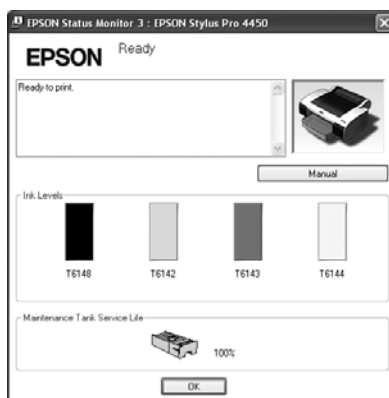 EPSON Status Monitor 3 : EPSON Stylus Pro 4450
EPSON Ready
Ready to print.
Manual
Ink Levels
T6148 T6142 T6143 T6144
Maintenance Tank Service Life
100%
OK